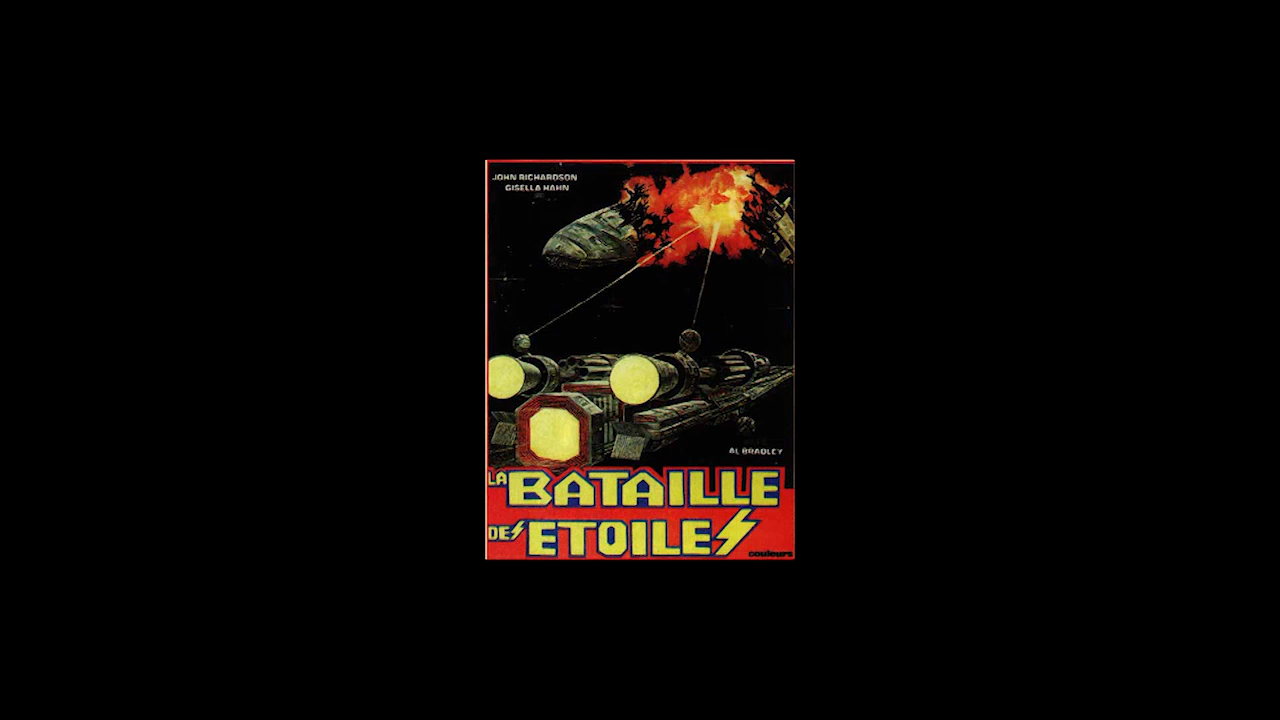 JOHN RICHARDSON
GISELLA HAHN
AL BRADLEY
LA BATAILLE
DES ETOILES
couleurs